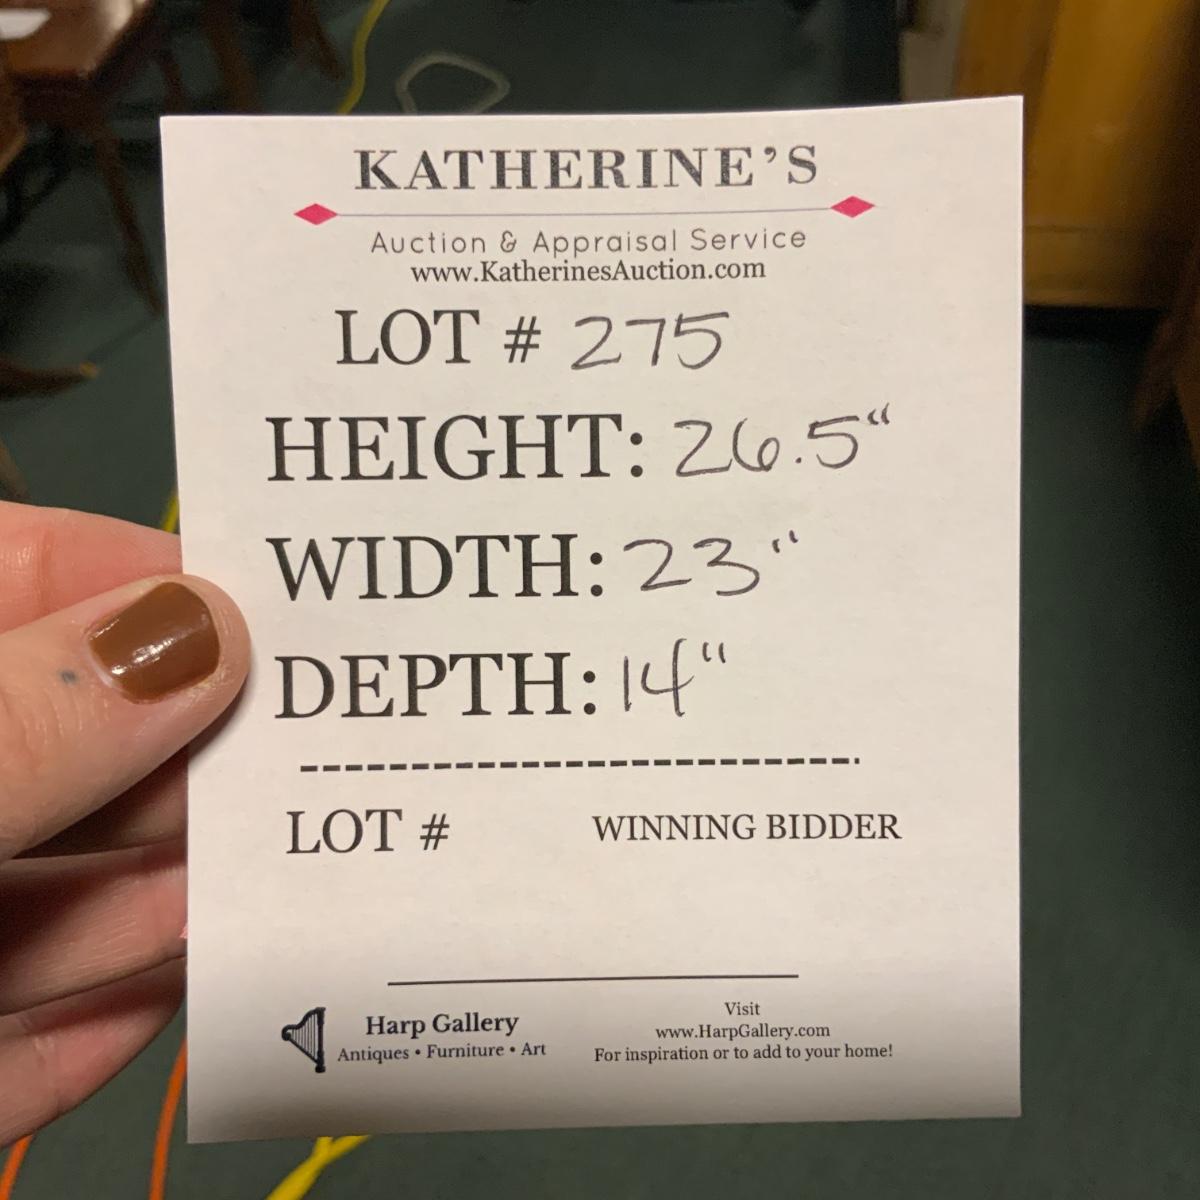 KATHERINE'S
Auction & Appraisal Service
www.KatherinesAuction.com
LOT # 275
HEIGHT: 26.5"
WIDTH: 23"
DEPTH: 14"
LOT # WINNING BIDDER
Harp Gallery
Antiques • Furniture • Art
Visit
www.HarpGallery.com
For inspiration or to add to your home!